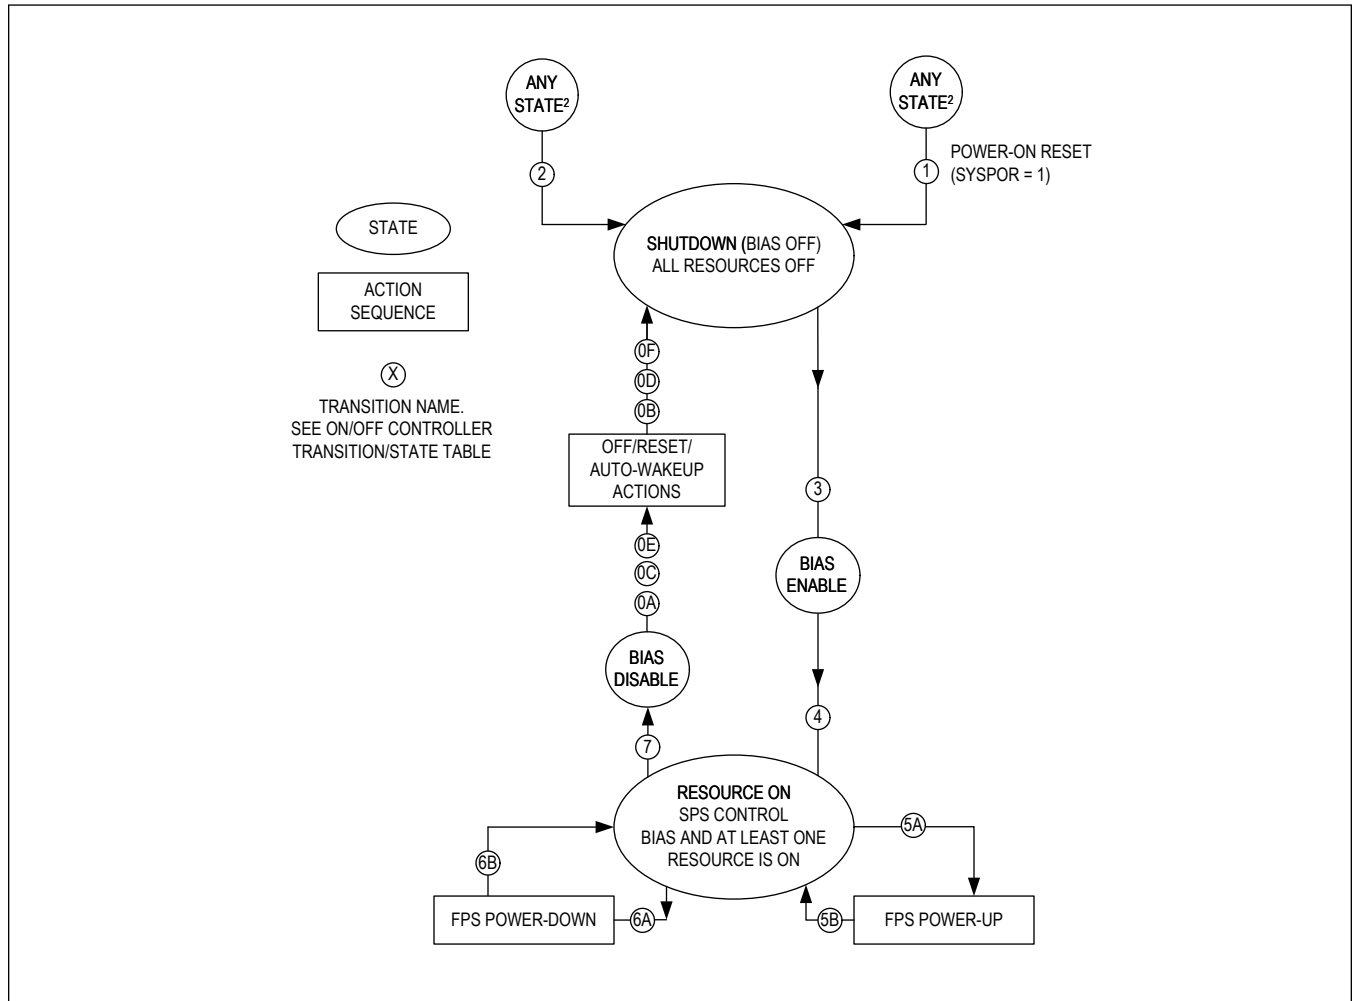 ANY
STATE²
ANY
STATE²
2
1
POWER-ON RESET
(SYSPOR = 1)
STATE
SHUTDOWN (BIAS OFF)
ALL RESOURCES OFF
ACTION
SEQUENCE
X
TRANSITION NAME.
SEE ON/OFF CONTROLLER
TRANSITION/STATE TABLE
0F
0D
0B
OFF/RESET/
AUTO-WAKEUP
ACTIONS
3
0E
0C
0A
BIAS
ENABLE
BIAS
DISABLE
4
7
RESOURCE ON
SPS CONTROL
BIAS AND AT LEAST ONE
RESOURCE IS ON
5A
6B
FPS POWER-DOWN
6A
5B
FPS POWER-UP